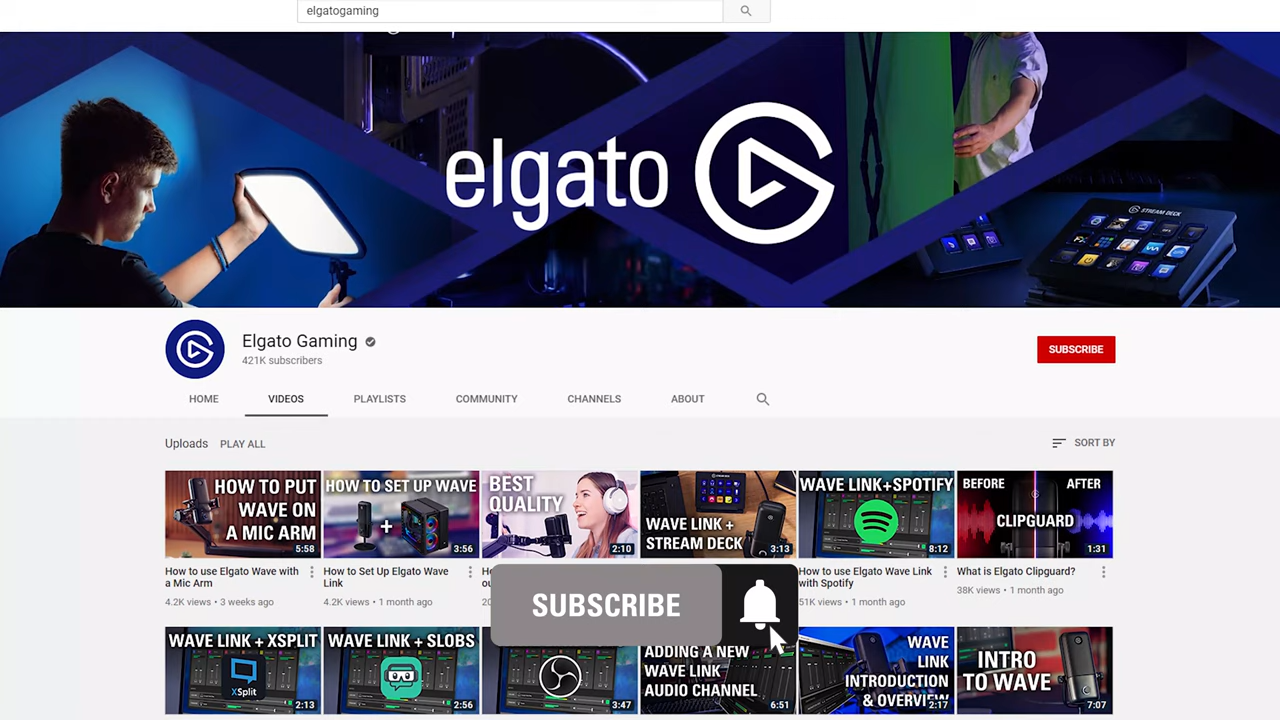 elgatogaming
elgato
STREAM DECK
Elgato Gaming
421K subscribers
SUBSCRIBE
HOME
VIDEOS
PLAYLISTS
COMMUNITY
CHANNELS
ABOUT
Uploads
PLAY ALL
SORT BY
HOW TO PUT
WAVE ON
A MIC ARM
5:58
HOW TO SET UP WAVE
3:56
BEST
QUALITY
2:10
WAVE LINK +
STREAM DECK
3:13
WAVE LINK+SPOTIFY
8:12
BEFORE
AFTER
CLIPGUARD
1:31
How to use Elgato Wave with
a Mic Arm
4.2K views • 3 weeks ago
How to Set Up Elgato Wave
Link
4.2K views • 1 month ago
How to use Elgato Wave Link
with Spotify
51K views • 1 month ago
What is Elgato Clipguard?
38K views • 1 month ago
SUBSCRIBE
WAVE LINK + XSPLIT
XSplit
2:13
WAVE LINK + SLOBS
2:56
3:47
ADDING A NEW
WAVE LINK
AUDIO CHANNEL
6:51
WAVE
LINK
INTRODUCTION
& OVERVIEW
2:17
INTRO
TO WAVE
7:07